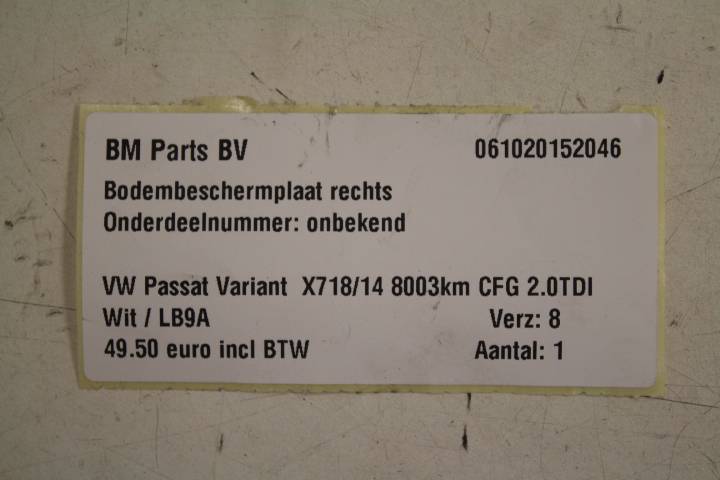 BM Parts BV 061020152046
Bodembeschermplaat rechts
Onderdeelnummer: onbekend
VW Passat Variant X718/14 8003km CFG 2.0TDI
Wit / LB9A Verz: 8
49.50 euro incl BTW Aantal: 1